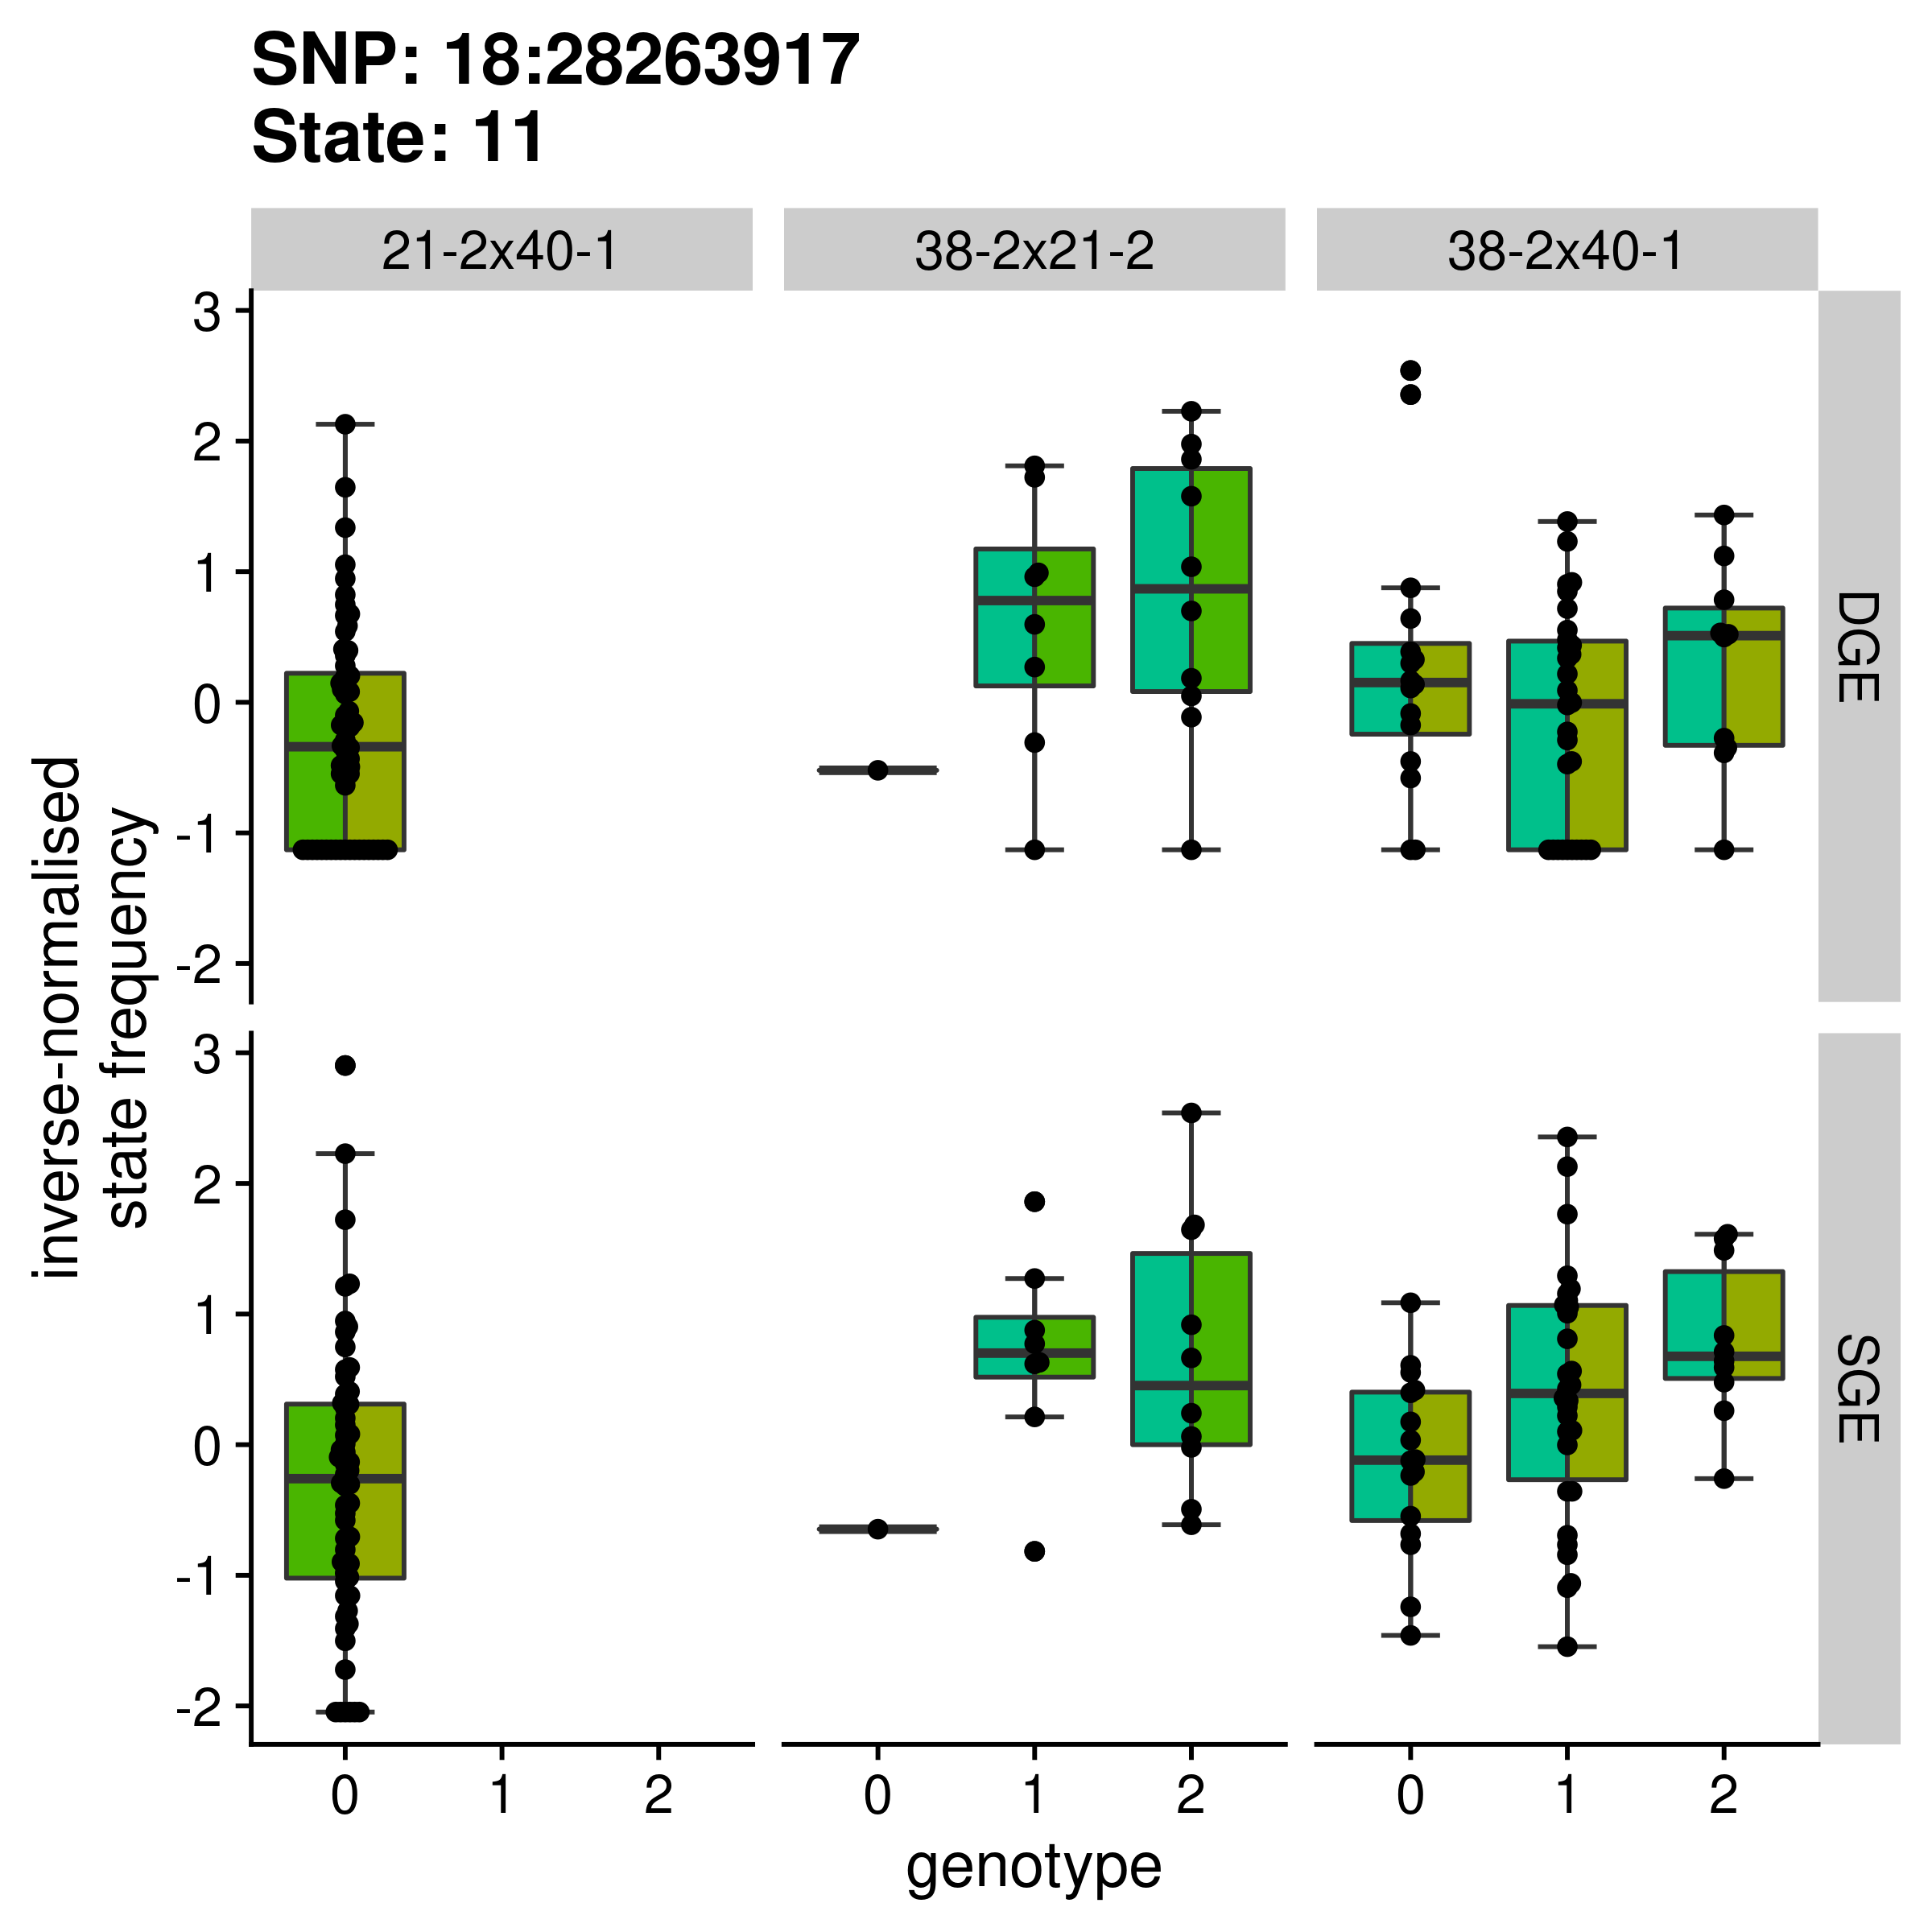 SNP: 18:28263917
State: 11
21-2x40-1
38-2x21-2
38-2x40-1
3
2
1
0
-1
-2
DGE
inverse-normalised
state frequency
3
2
1
0
-1
-2
SGE
0
1
2
0
1
2
0
1
2
genotype